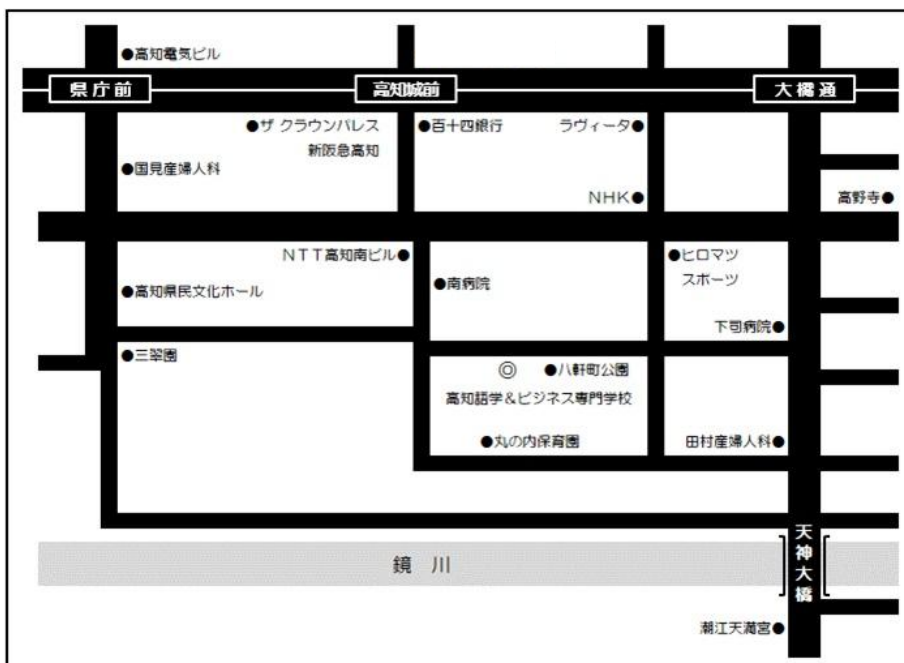 ●高知電気ビル
県庁前
高知城前
大橋通
●ザ クラウンパレス
新阪急高知
●百十四銀行
ラヴィータ●
●国見産婦人科
NHK●
高野寺●
NTT高知南ビル●
●ヒロマツ
スポーツ
●高知県民文化ホール
●南病院
下司病院●
●三翠園
◎ ●八軒町公園
高知語学&ビジネス専門学校
●丸の内保育園
田村産婦人科●
天神大橋
鏡川
潮江天満宮●